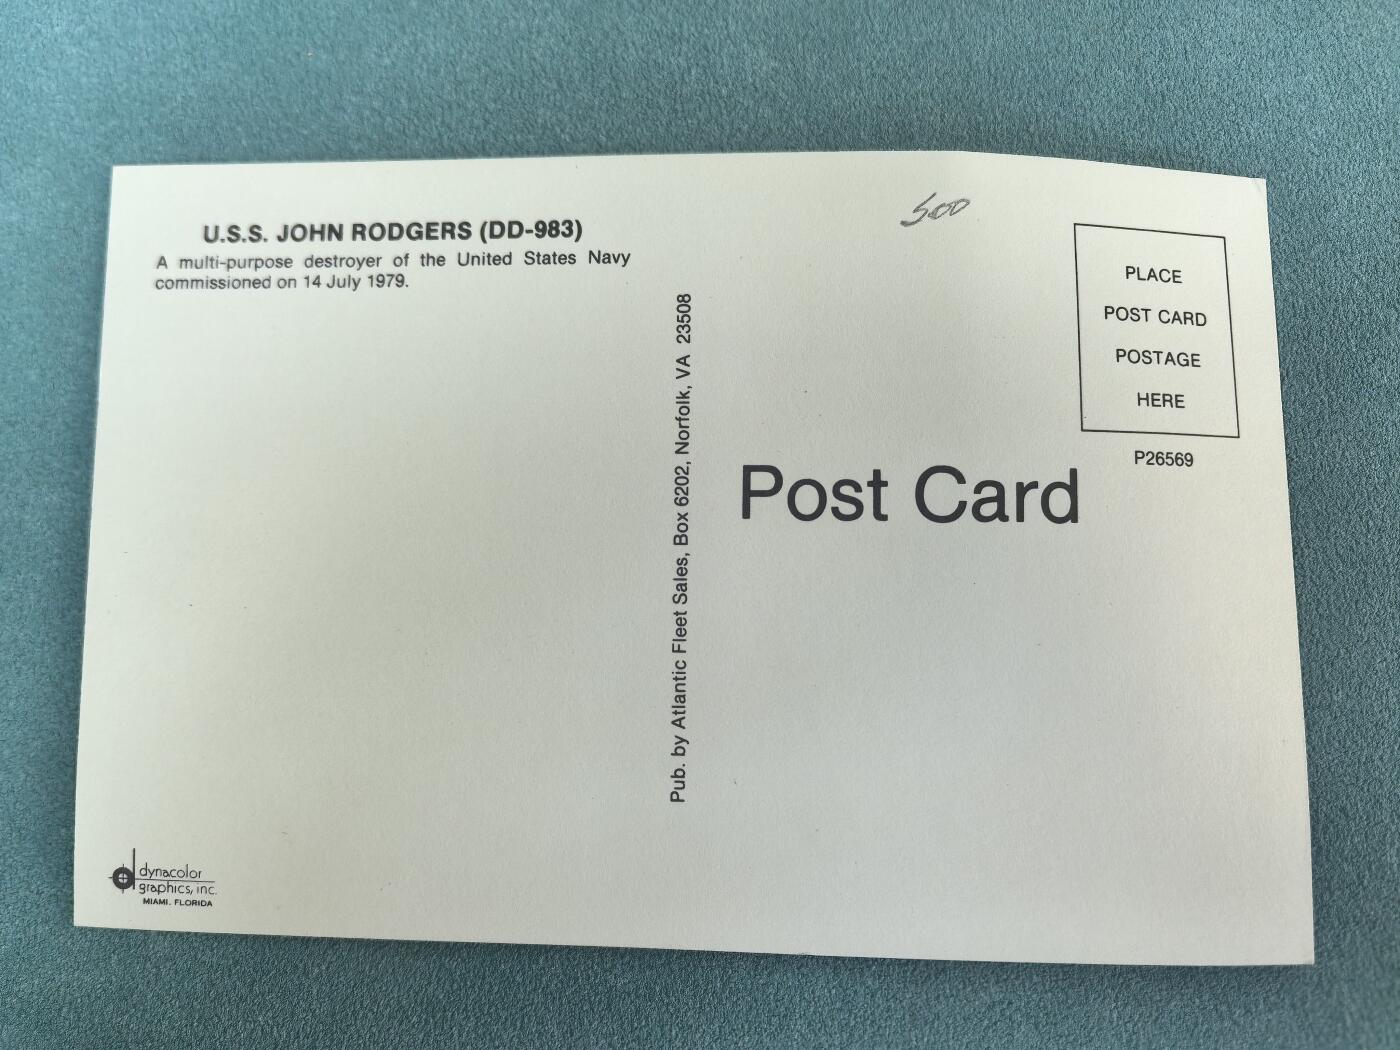 U.S.S. JOHN RODGERS (DD-983)
A multi-purpose destroyer of the United States Navy
commissioned on 14 July 1979.
dynacolor
graphics, inc.
MIAMI, FLORIDA
Pub. by Atlantic Fleet Sales, Box 6202, Norfolk, VA 23508
500
PLACE
POST CARD
POSTAGE
HERE
P26569
Post Card